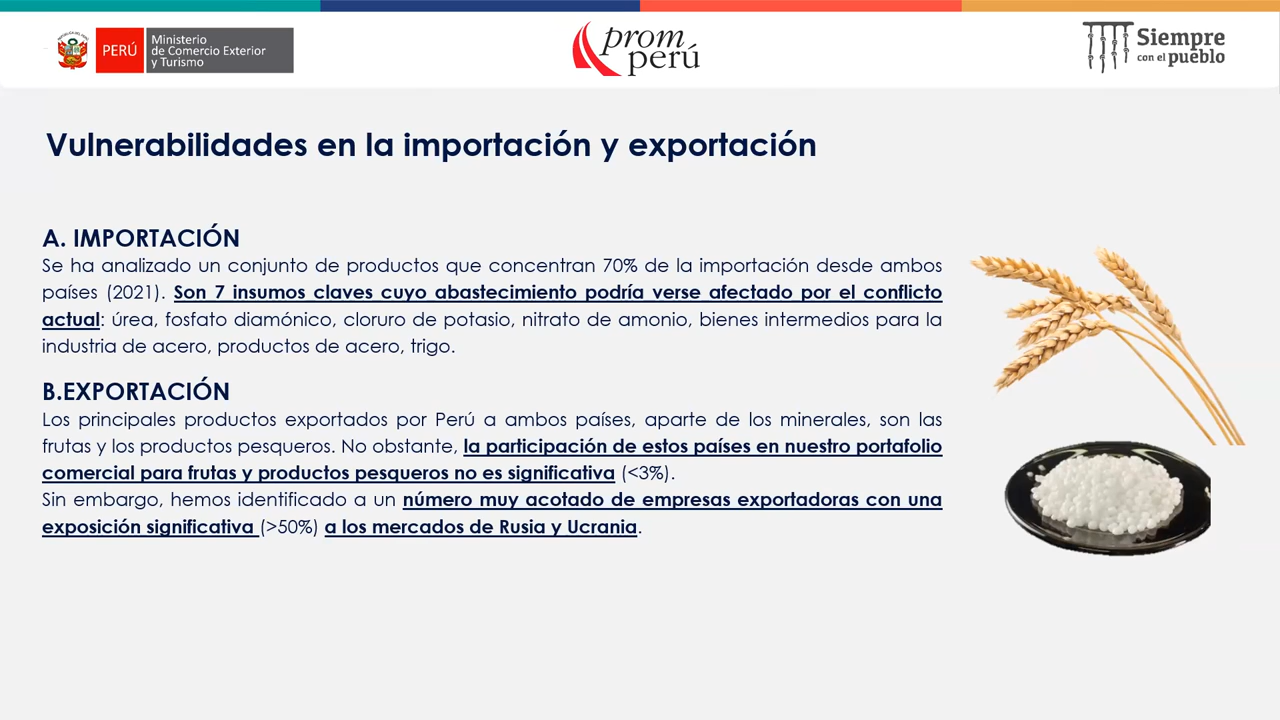 PERÚ
Ministerio
de Comercio Exterior
y Turismo
prom
perú
Siempre
con el pueblo
Vulnerabilidades en la importación y exportación
A. IMPORTACIÓN
Se ha analizado un conjunto de productos que concentran 70% de la importación desde ambos
países (2021). Son 7 insumos claves cuyo abastecimiento podría verse afectado por el conflicto
actual: úrea, fosfato diamónico, cloruro de potasio, nitrato de amonio, bienes intermedios para la
industria de acero, productos de acero, trigo.
B.EXPORTACIÓN
Los principales productos exportados por Perú a ambos países, aparte de los minerales, son las
frutas y los productos pesqueros. No obstante, la participación de estos países en nuestro portafolio
comercial para frutas y productos pesqueros no es significativa (<3%).
Sin embargo, hemos identificado a un número muy acotado de empresas exportadoras con una
exposición significativa (>50%) a los mercados de Rusia y Ucrania.